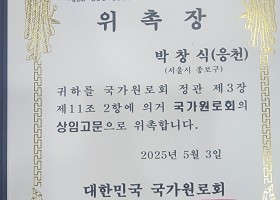 위 촉 장
박 창 식(응천)
(서울시 종로구)
귀하를 국가원로회 정관 제3장
제11조 2항에 의거 국가원로회의
상임고문으로 위촉합니다.
2025년 5월 3일
대한민국 국가원로회